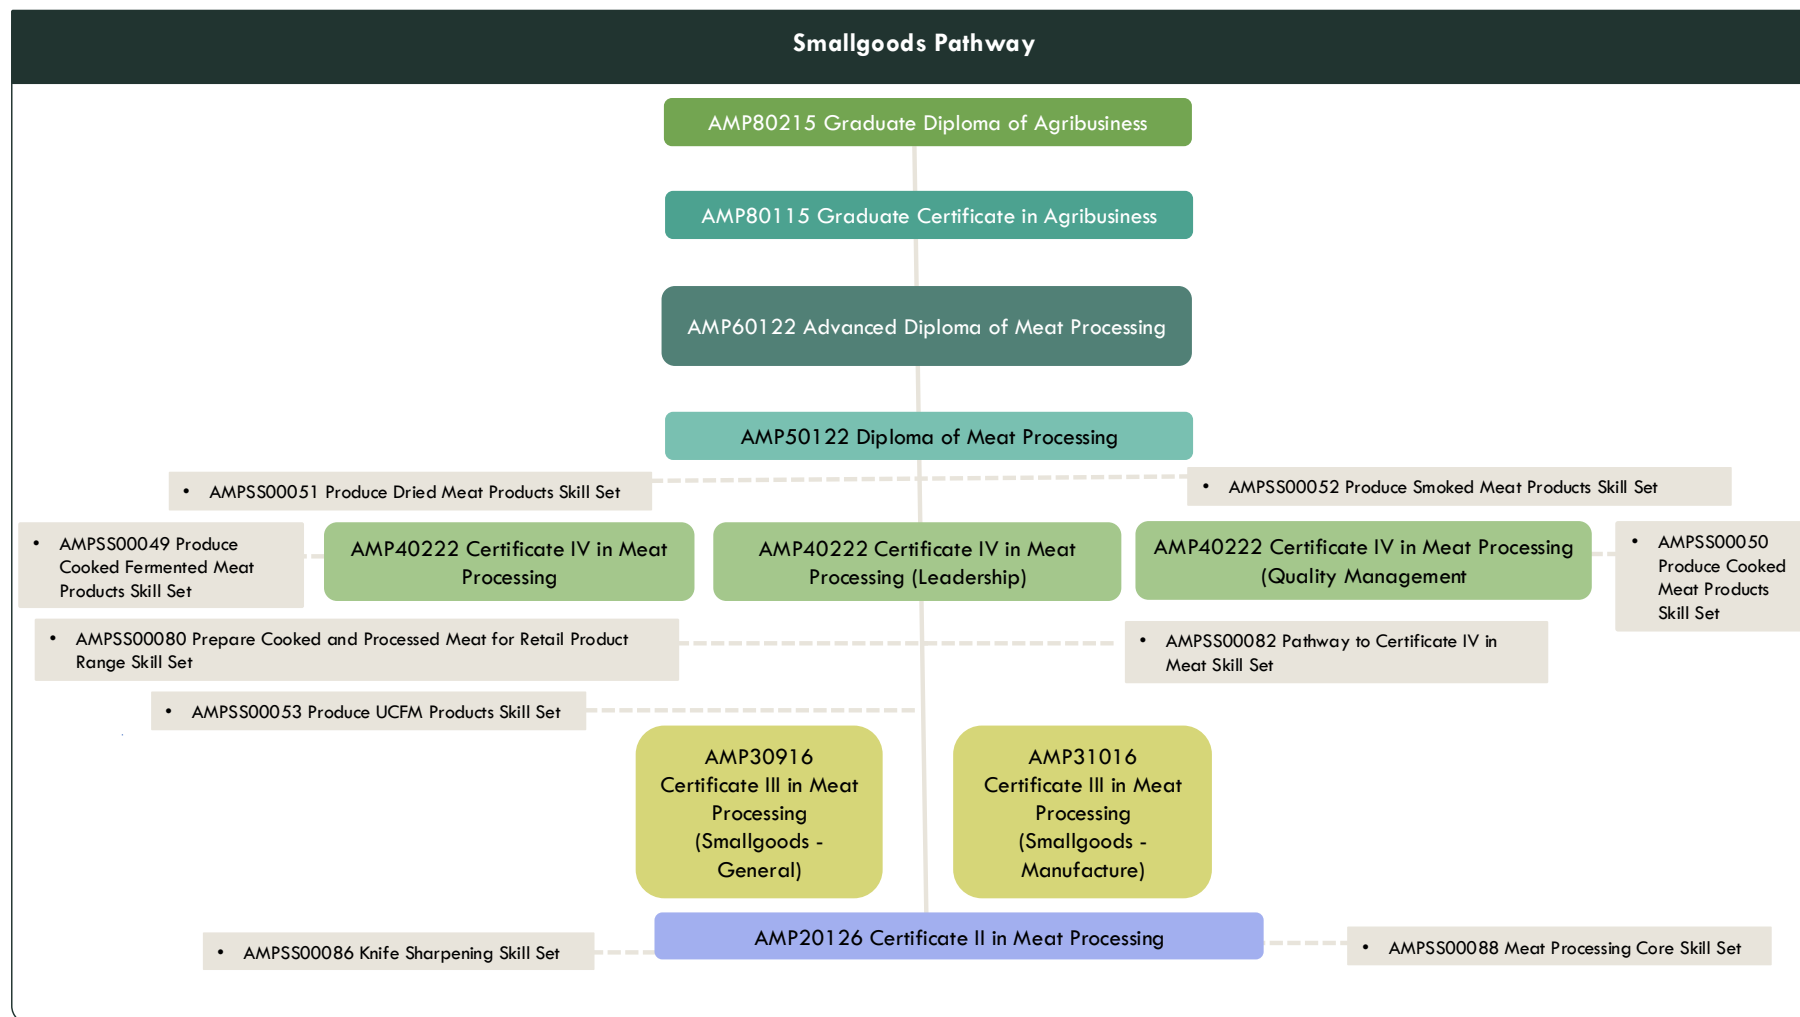 Smallgoods Pathway
AMP80215 Graduate Diploma of Agribusiness
AMP80115 Graduate Certificate in Agribusiness
AMP60122 Advanced Diploma of Meat Processing
AMP50122 Diploma of Meat Processing
• AMPSS00051 Produce Dried Meat Products Skill Set
• AMPSS00052 Produce Smoked Meat Products Skill Set
• AMPSS00049 Produce
Cooked Fermented Meat
Products Skill Set
AMP40222 Certificate IV in Meat
Processing
AMP40222 Certificate IV in Meat
Processing (Leadership)
AMP40222 Certificate IV in Meat Processing
(Quality Management
• AMPSS00050
Produce Cooked
Meat Products
Skill Set
• AMPSS00080 Prepare Cooked and Processed Meat for Retail Product
Range Skill Set
• AMPSS00082 Pathway to Certificate IV in
Meat Skill Set
• AMPSS00053 Produce UCFM Products Skill Set
AMP30916
Certificate III in Meat
Processing
(Smallgoods -
General)
AMP31016
Certificate III in Meat
Processing
(Smallgoods -
Manufacture)
AMP20126 Certificate II in Meat Processing
• AMPSS00086 Knife Sharpening Skill Set
• AMPSS00088 Meat Processing Core Skill Set